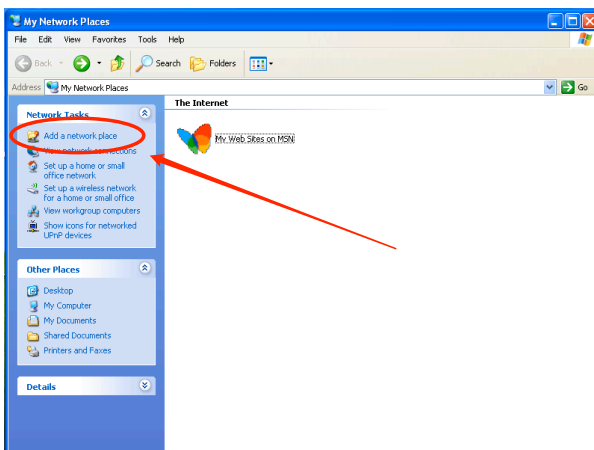 My Network Places
File Edit View Favorites Tools Help
Back Search Folders
Address My Network Places Go
Network Tasks
Add a network place
View network connections
Set up a home or small
office network
Set up a wireless network
for a home or small office
View workgroup computers
Show icons for networked
UPnP devices
Other Places
Desktop
My Computer
My Documents
Shared Documents
Printers and Faxes
Details
The Internet
My Web Sites on MSN